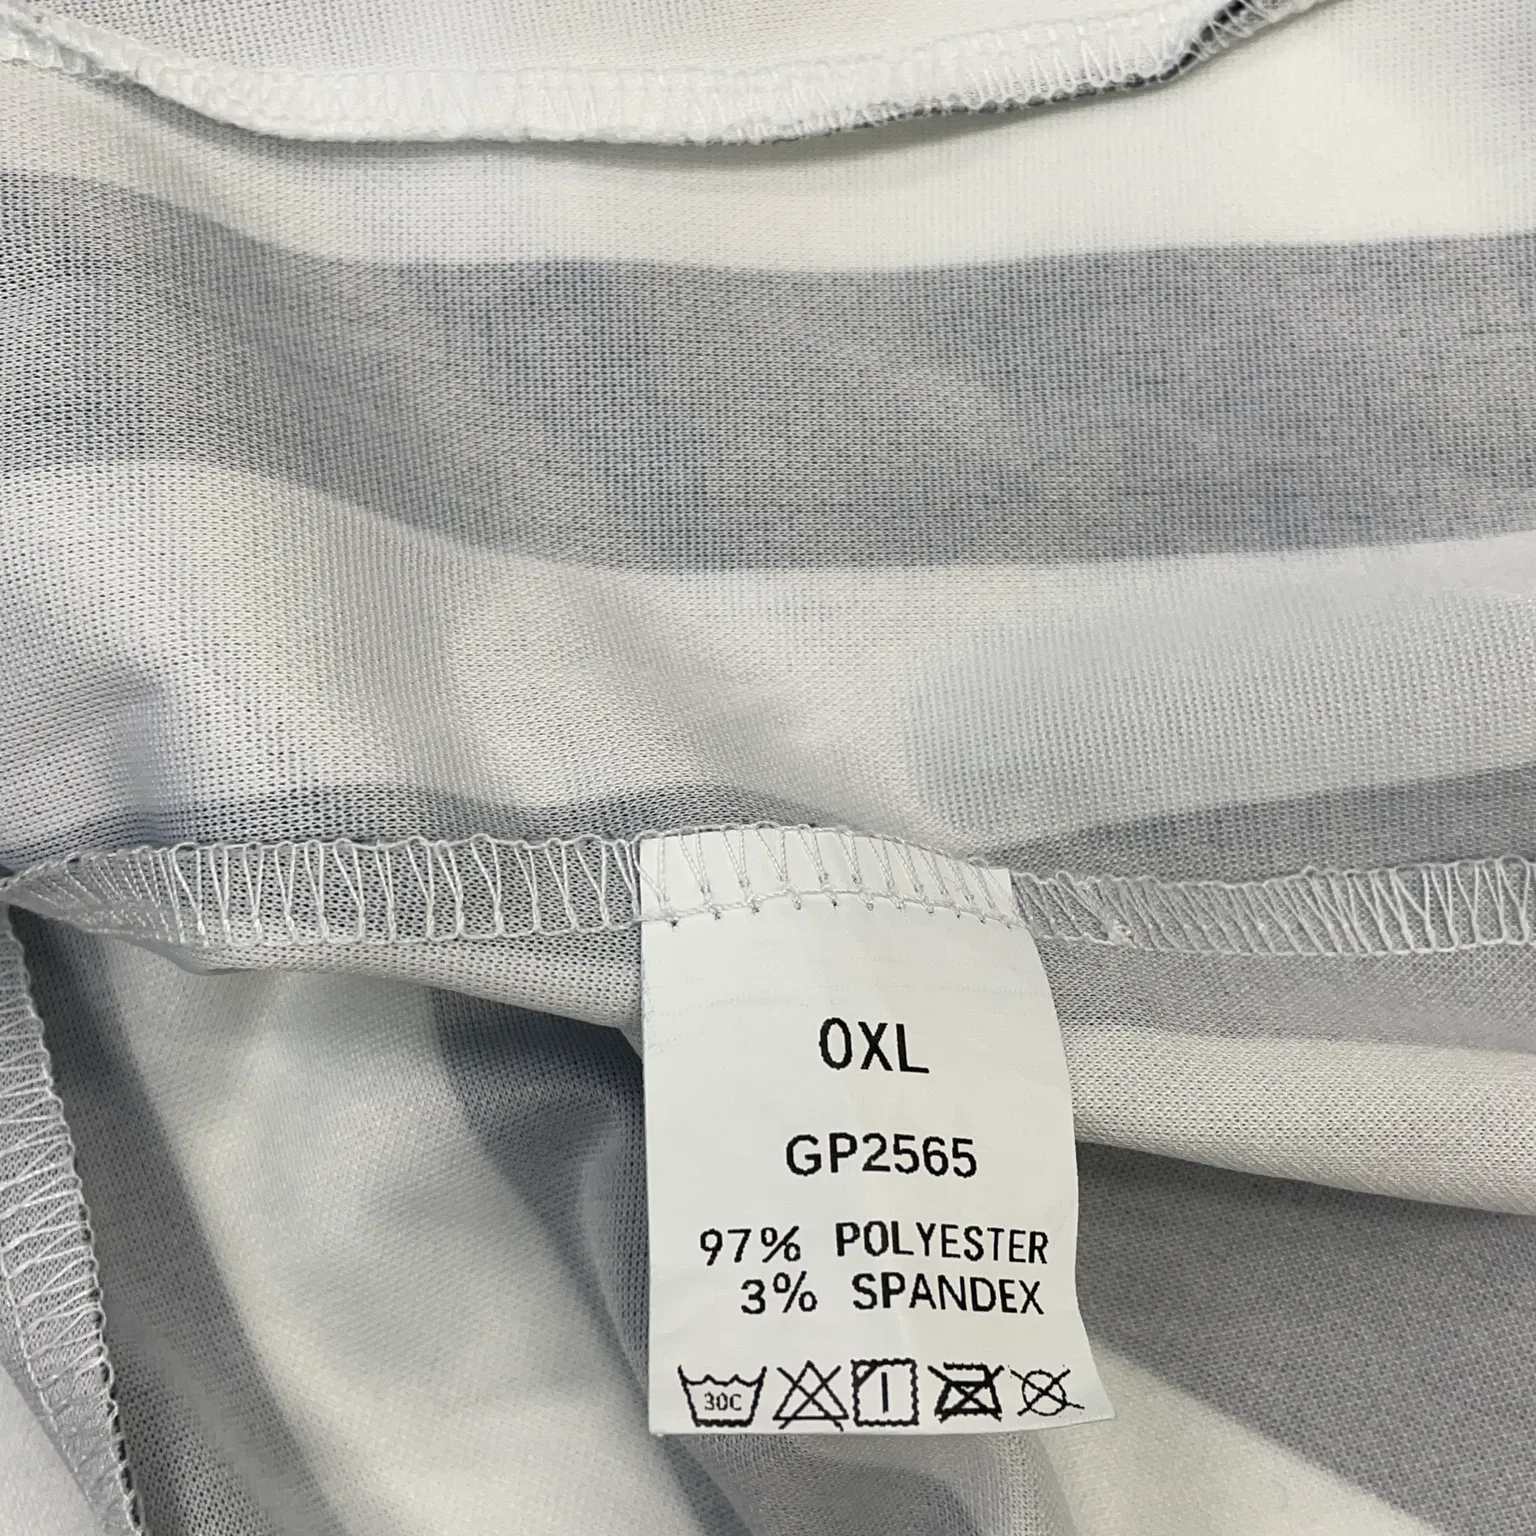 0XL
GP2565
97% POLYESTER
3% SPANDEX
30C